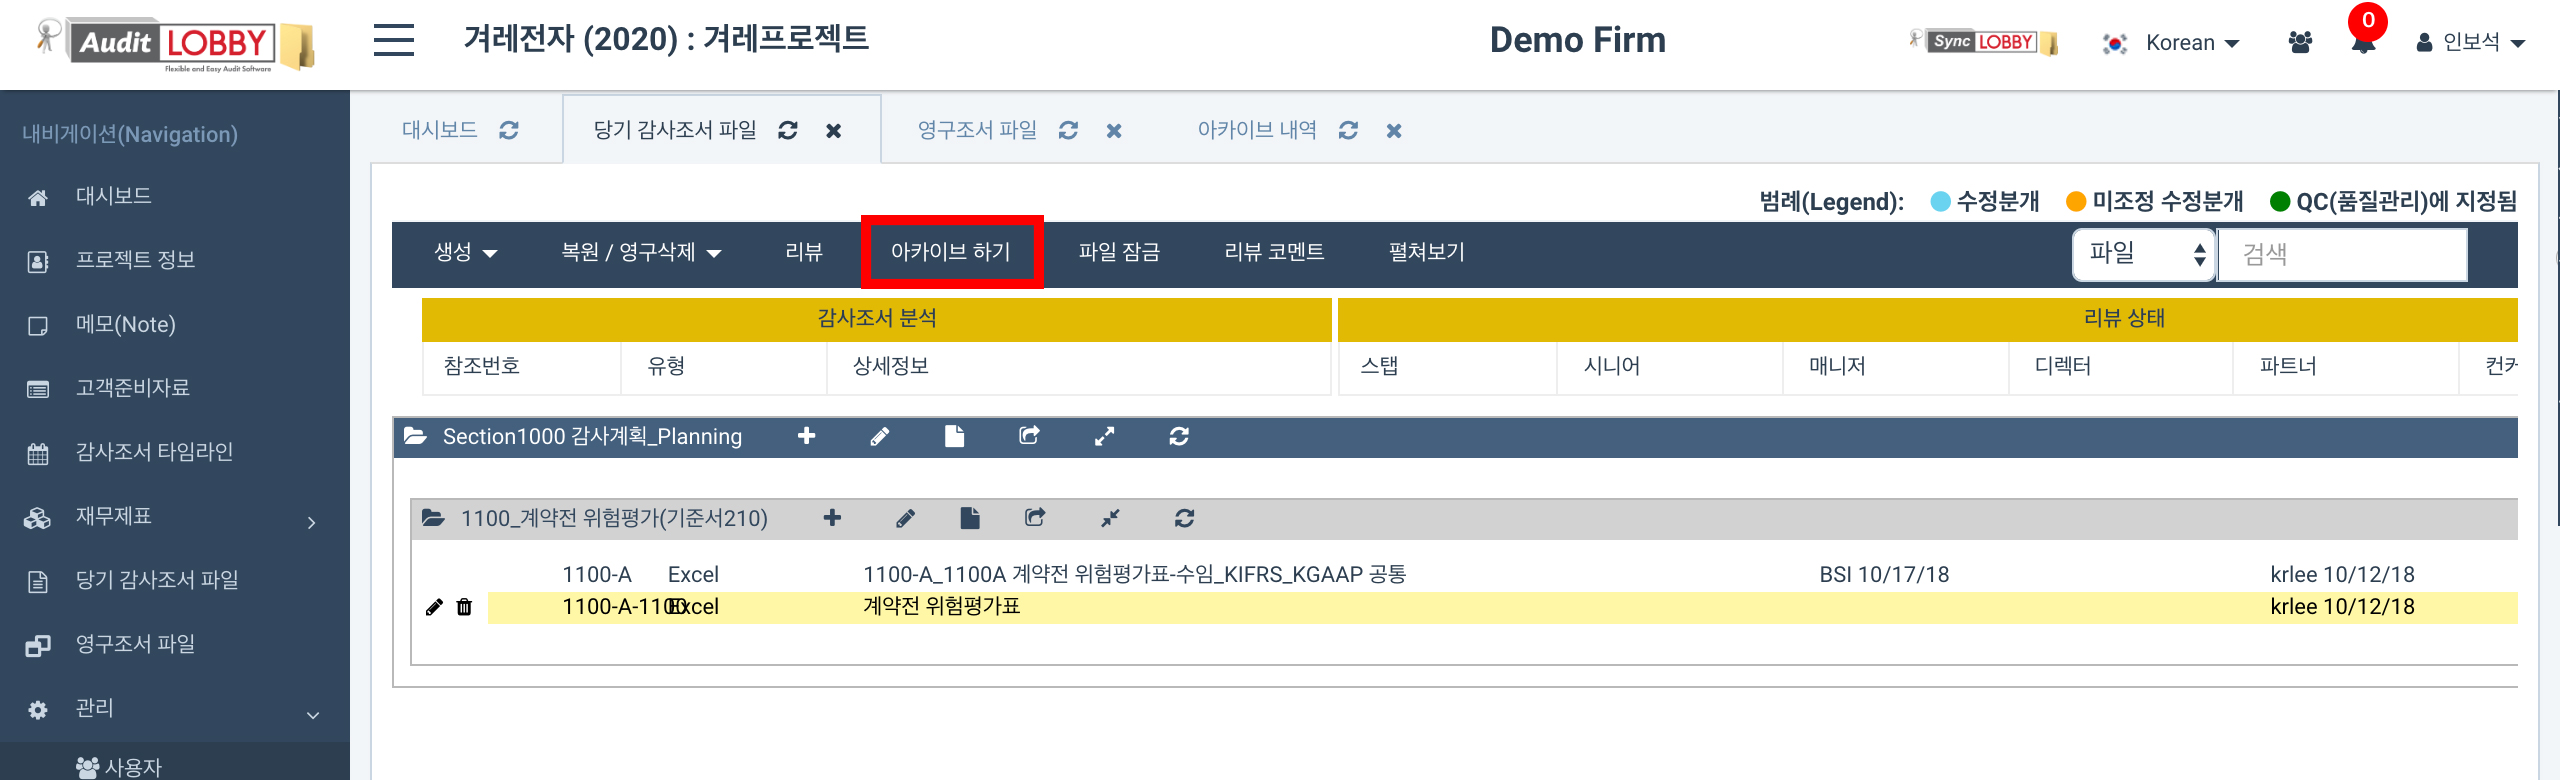 Audit LOBBY
Flexible and Easy Audit Software
겨레전자 (2020) : 겨레프로젝트
Demo Firm
Sync LOBBY
Korean
0
인보석
내비게이션(Navigation)
대시보드
프로젝트 정보
메모(Note)
고객준비자료
감사조서 타임라인
재무제표
당기 감사조서 파일
영구조서 파일
관리
사용자
대시보드
당기 감사조서 파일
영구조서 파일
아카이브 내역
범례(Legend): 수정분개 미조정 수정분개 QC(품질관리)에 지정됨
생성 복원 / 영구삭제 리뷰 아카이브 하기 파일 잠금 리뷰 코멘트 펼쳐보기 파일 검색
감사조서 분석 리뷰 상태
참조번호 유형 상세정보 스탭 시니어 매니저 디렉터 파트너
Section1000 감사계획_Planning
1100_계약전 위험평가(기준서210)
1100-A Excel 1100-A_1100A 계약전 위험평가표-수임_KIFRS_KGAAP 공통 BSI 10/17/18 krlee 10/12/18
1100-A-1100 Excel 계약전 위험평가표 krlee 10/12/18